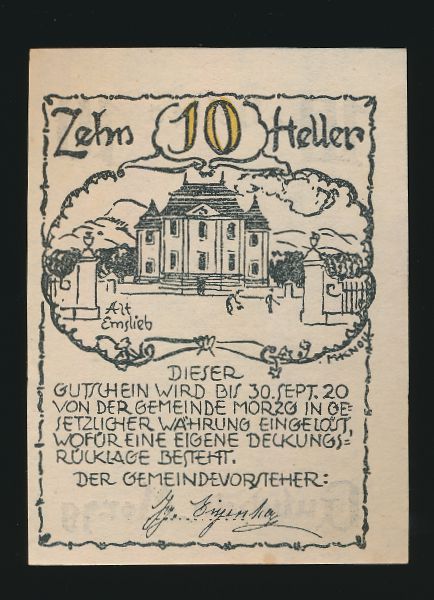 Zehn 10 Heller
Alt
Emslieb
DIESER
GUTSCHEIN WIRD BIS 30. SEPT. 20
VON DER GEMEINDE MORZG IN GE=
SETZLICHER WÄHRUNG EINGELÖST,
WOFÜR EINE EIGENE DECKUNGS=
RÜCKLAGE BESTEHT.
DER GEMEINDEVORSTEHER: